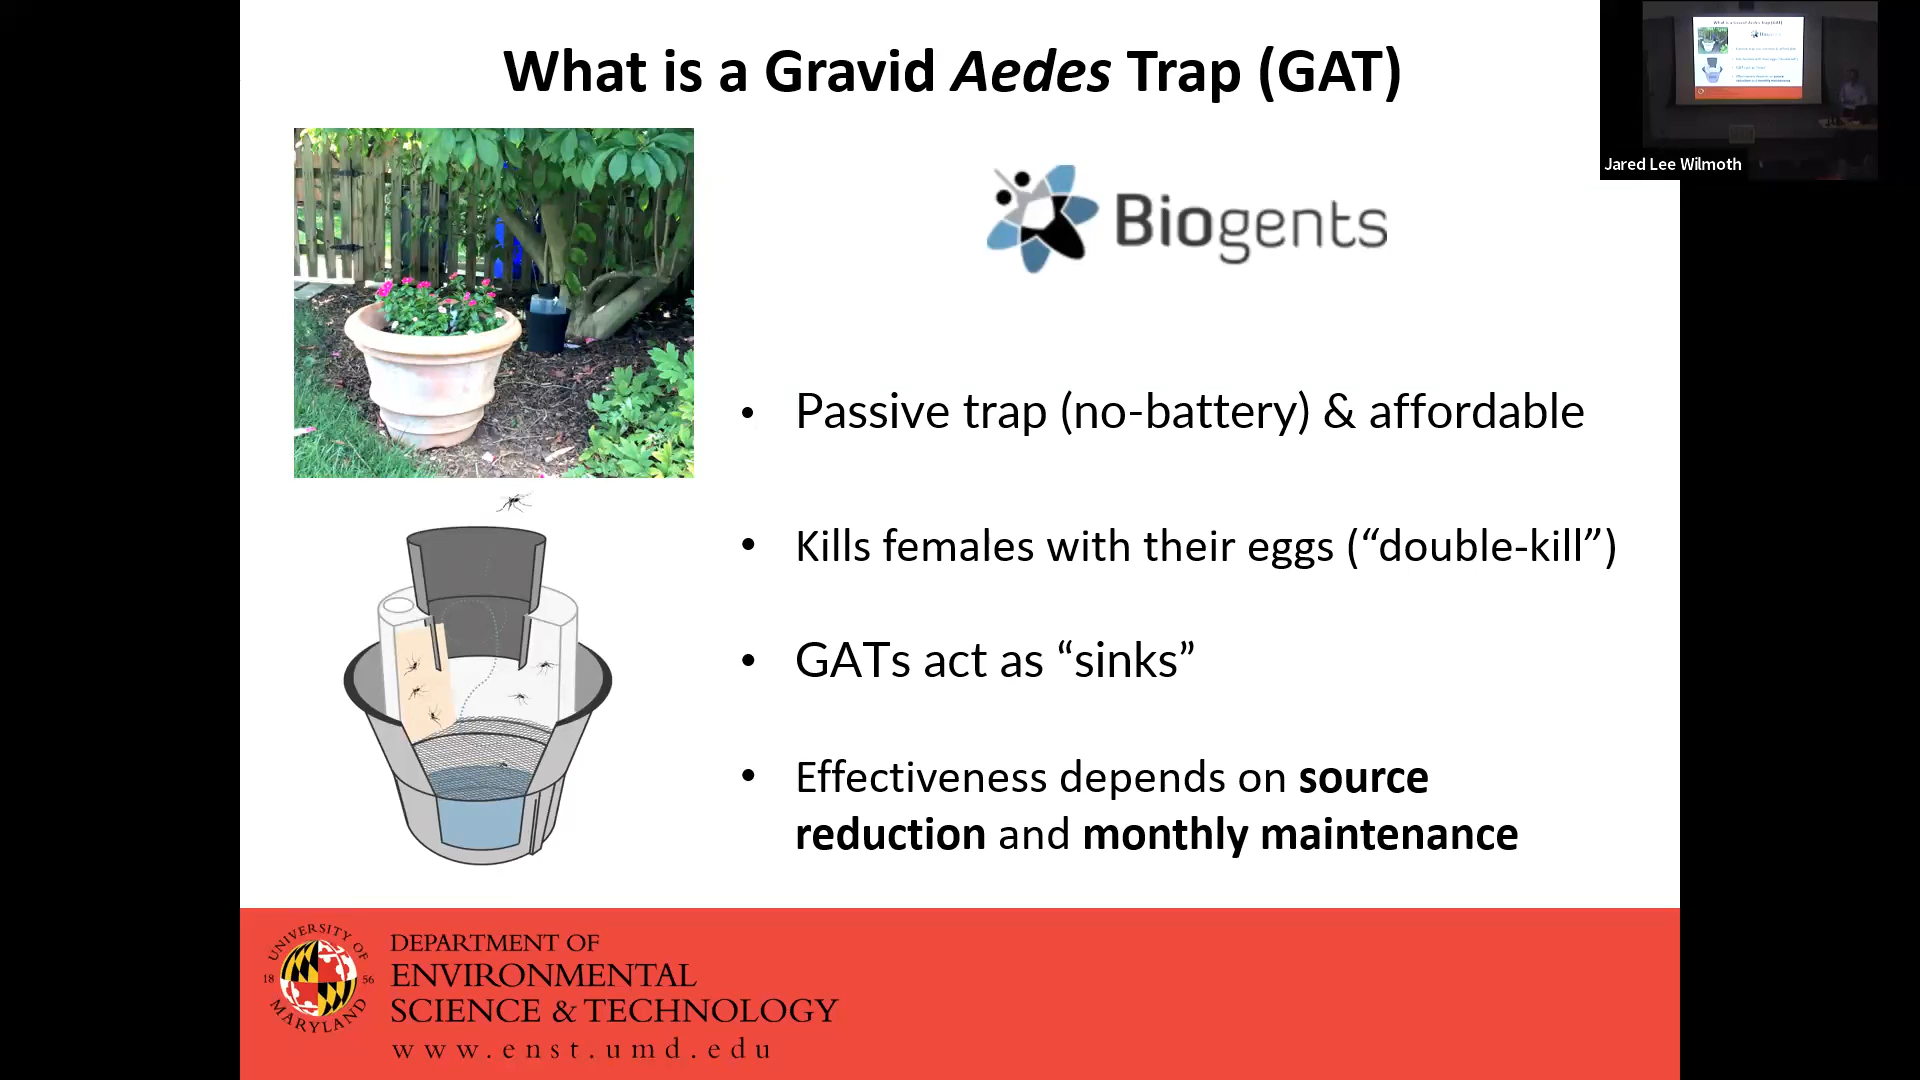 What is a Gravid Aedes Trap (GAT)
Jared Lee Wilmoth
Biogents
• Passive trap (no-battery) & affordable
• Kills females with their eggs (“double-kill”)
• GATs act as “sinks”
• Effectiveness depends on source
reduction and monthly maintenance
UNIVERSITY OF
18 56
MARYLAND
DEPARTMENT OF
ENVIRONMENTAL
SCIENCE & TECHNOLOGY
www.enst.umd.edu